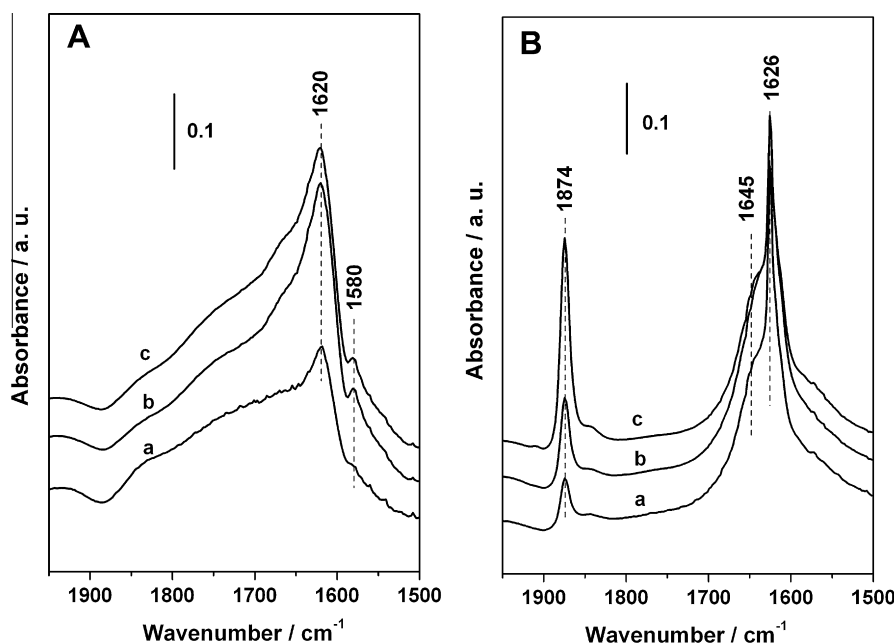 A
1620
0.1
1580
c
b
a
Absorbance / a. u.
1900 1800 1700 1600 1500
Wavenumber / cm-1
B
1626
0.1
1874
1645
c
b
a
Absorbance / a. u.
1900 1800 1700 1600 1500
Wavenumber / cm-1